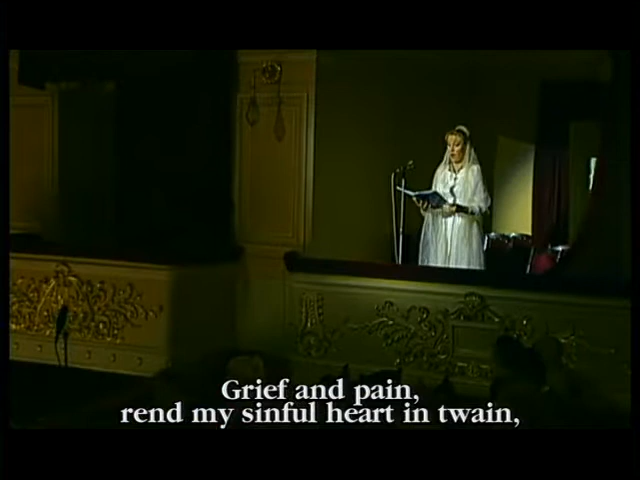 Grief and pain,
rend my sinful heart in twain,